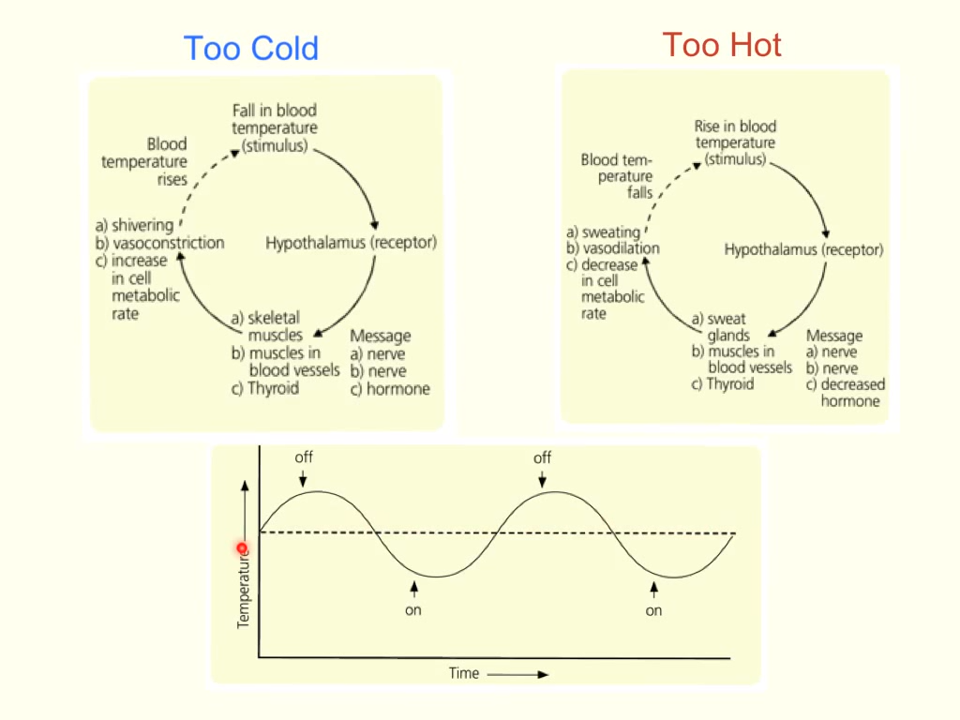 Too Cold
Fall in blood
temperature
(stimulus)
Blood
temperature
rises
Hypothalamus (receptor)
a) shivering
b) vasoconstriction
c) increase
in cell
metabolic
rate
a) skeletal
muscles
b) muscles in
blood vessels
c) Thyroid
Message
a) nerve
b) nerve
c) hormone
Too Hot
Rise in blood
temperature
(stimulus)
Blood tem-
perature
falls
Hypothalamus (receptor)
a) sweating
b) vasodilation
c) decrease
in cell
metabolic
rate
a) sweat
glands
b) muscles in
blood vessels
c) Thyroid
Message
a) nerve
b) nerve
c) decreased
hormone
off
off
Temperature
on
on
Time